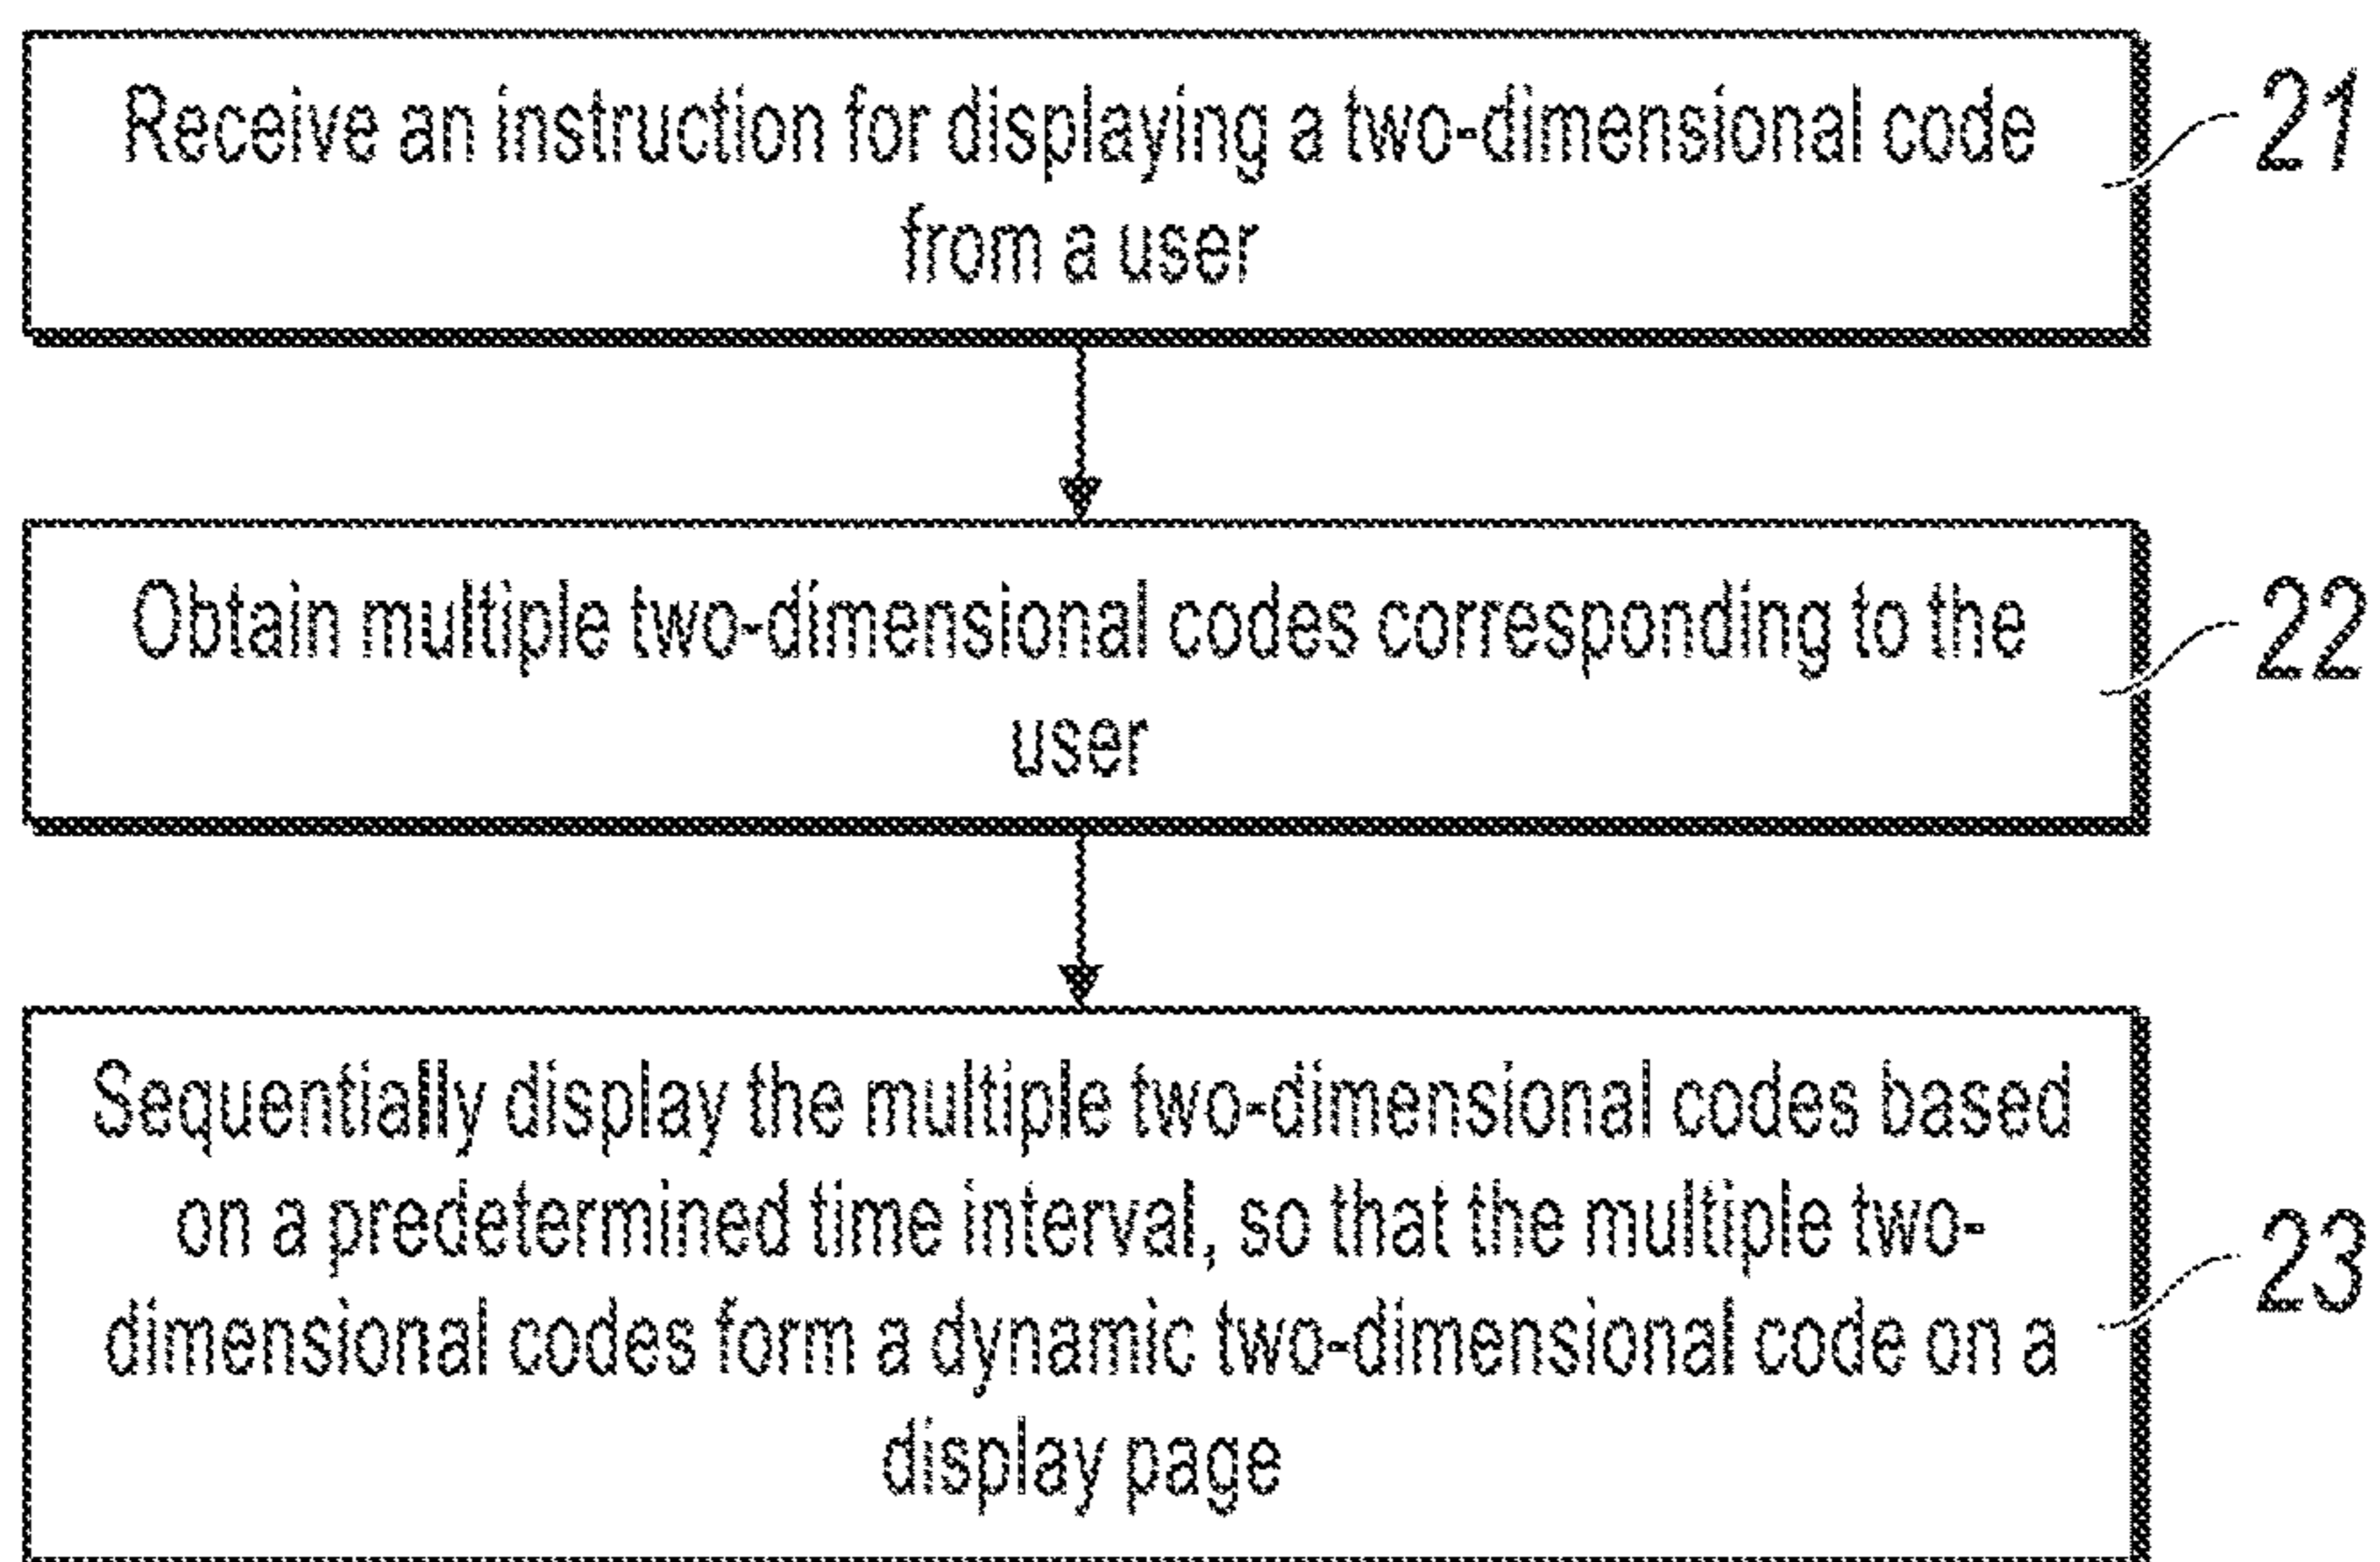 Receive an instruction for displaying a two-dimensional code
from a user
21
Obtain multiple two-dimensional codes corresponding to the
user
22
Sequentially display the multiple two-dimensional codes based
on a predetermined time interval, so that the multiple two-
dimensional codes form a dynamic two-dimensional code on a
display page
23